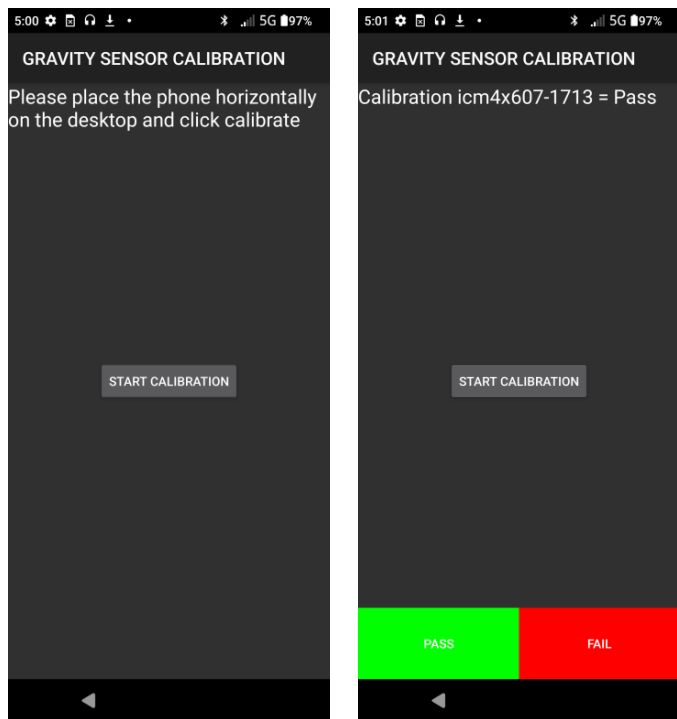 5:00 5G 97%
GRAVITY SENSOR CALIBRATION
Please place the phone horizontally
on the desktop and click calibrate
START CALIBRATION
5:01 5G 97%
GRAVITY SENSOR CALIBRATION
Calibration icm4x607-1713 = Pass
START CALIBRATION
PASS FAIL